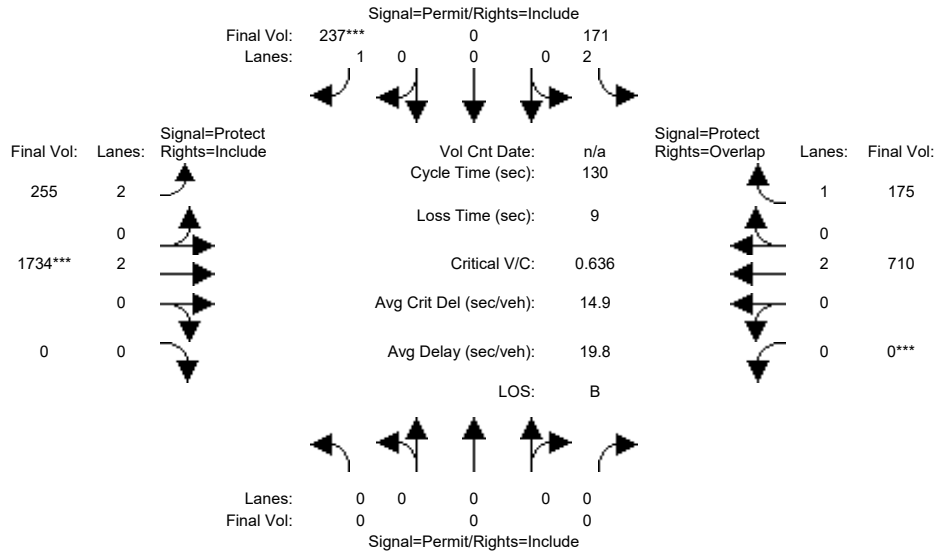 Signal=Permit/Rights=Include
Final Vol: 237*** 0 171
Lanes: 1 0 0 0 2
Signal=Protect
Final Vol: Lanes: Rights=Include
Vol Cnt Date: n/a
Signal=Protect
Rights=Overlap Lanes: Final Vol:
Cycle Time (sec): 130
255 2
1 175
Loss Time (sec): 9
0
0
1734*** 2
Critical V/C: 0.636
2 710
0
Avg Crit Del (sec/veh): 14.9
0
0 0
Avg Delay (sec/veh): 19.8
0 0***
LOS: B
Lanes: 0 0 0 0 0
Final Vol: 0 0 0
Signal=Permit/Rights=Include